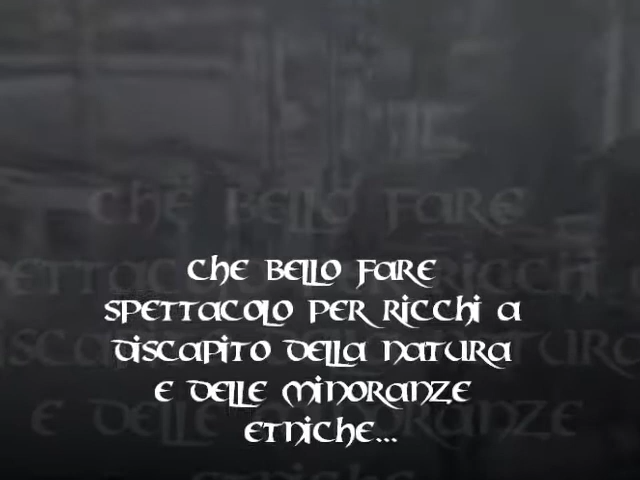 CHE BELLO FARE
SPETTACOLO PER RICCHI A
DISCAPITO DELLA NATURA
E DELLE MINORANZE
ETNICHE...